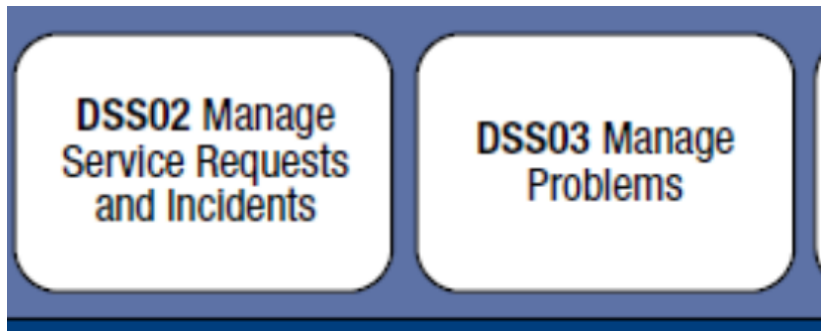 DSS02 Manage
Service Requests
and Incidents
DSS03 Manage
Problems